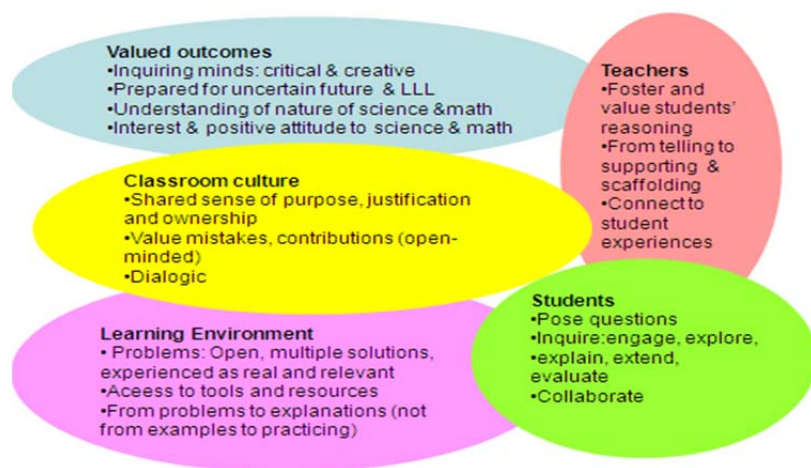 Valued outcomes
•Inquiring minds: critical & creative
•Prepared for uncertain future & LLL
•Understanding of nature of science &math
•Interest & positive attitude to science & math
Teachers
•Foster and
value students'
reasoning
•From telling to
supporting &
scaffolding
•Connect to
student
experiences
Classroom culture
•Shared sense of purpose, justification
and ownership
•Value mistakes, contributions (open-
minded)
•Dialogic
Learning Environment
• Problems: Open, multiple solutions,
experienced as real and relevant
•Aceess to tools and resources
•From problems to explanations (not
from examples to practicing)
Students
•Pose questions
•Inquire:engage, explore,
•explain, extend,
evaluate
•Collaborate